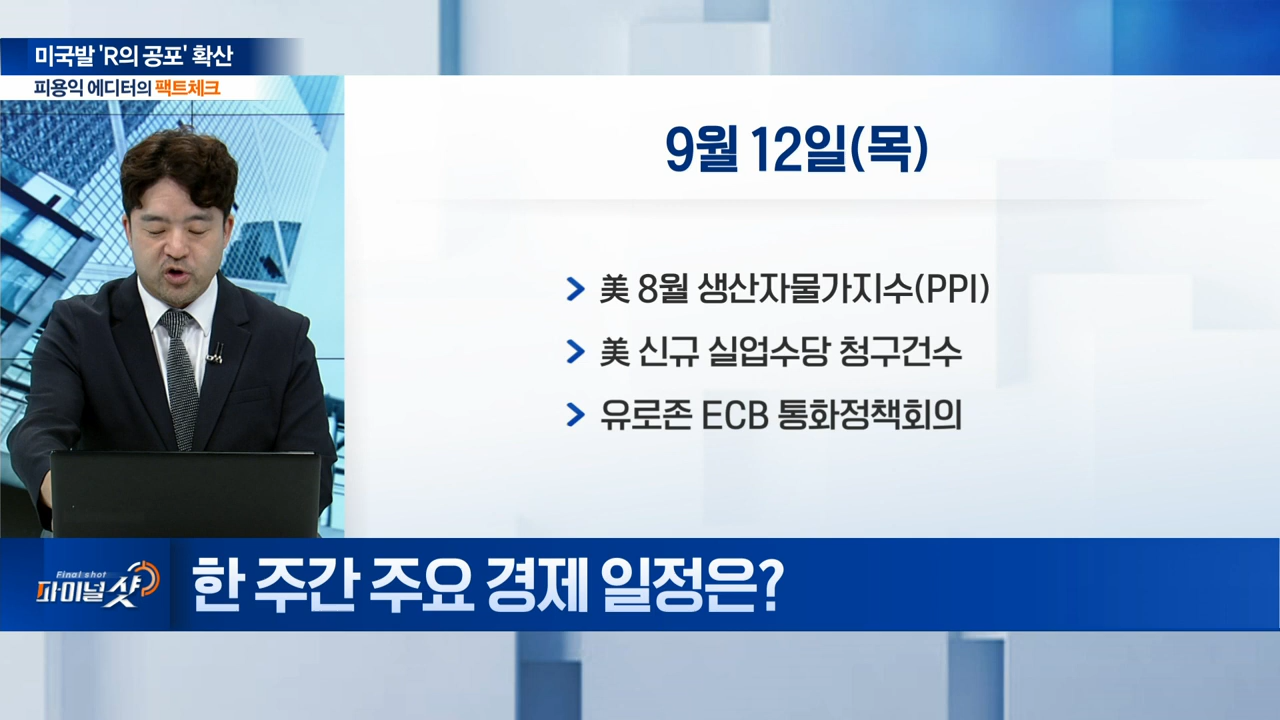 미국발 'R의 공포' 확산
피용익 에디터의 팩트체크
9월 12일(목)
美 8월 생산자물가지수(PPI)
美 신규 실업수당 청구건수
유로존 ECB 통화정책회의
Final shot
파이널샷
한 주간 주요 경제 일정은?